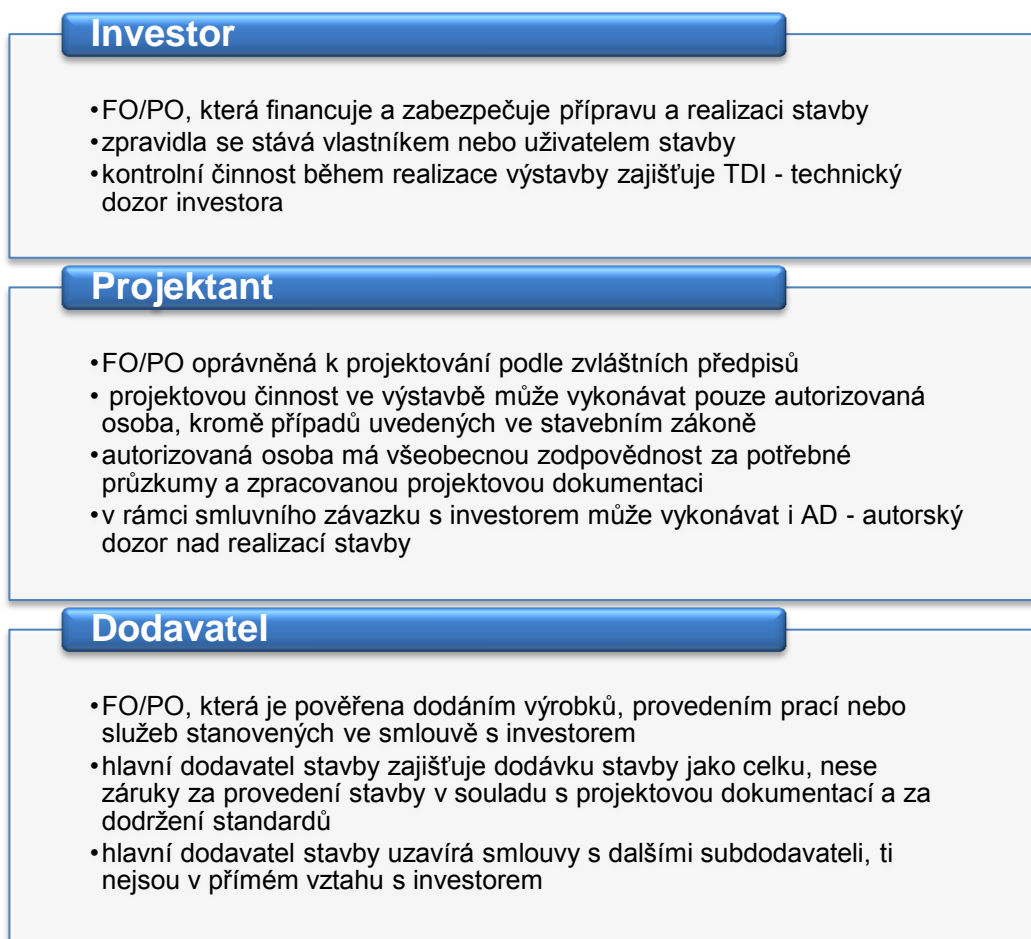 Investor
•FO/PO, která financuje a zabezpečuje přípravu a realizaci stavby
•zpravidla se stává vlastníkem nebo uživatelem stavby
•kontrolní činnost během realizace výstavby zajišťuje TDI - technický
dozor investora
Projektant
•FO/PO oprávněná k projektování podle zvláštních předpisů
• projektovou činnost ve výstavbě může vykonávat pouze autorizovaná
osoba, kromě případů uvedených ve stavebním zákoně
•autorizovaná osoba má všeobecnou zodpovědnost za potřebné
průzkumy a zpracovanou projektovou dokumentaci
•v rámci smluvního závazku s investorem může vykonávat i AD - autorský
dozor nad realizací stavby
Dodavatel
•FO/PO, která je pověřena dodáním výrobků, provedením prací nebo
služeb stanovených ve smlouvě s investorem
•hlavní dodavatel stavby zajišťuje dodávku stavby jako celku, nese
záruky za provedení stavby v souladu s projektovou dokumentací a za
dodržení standardů
•hlavní dodavatel stavby uzavírá smlouvy s dalšími subdodavateli, ti
nejsou v přímém vztahu s investorem